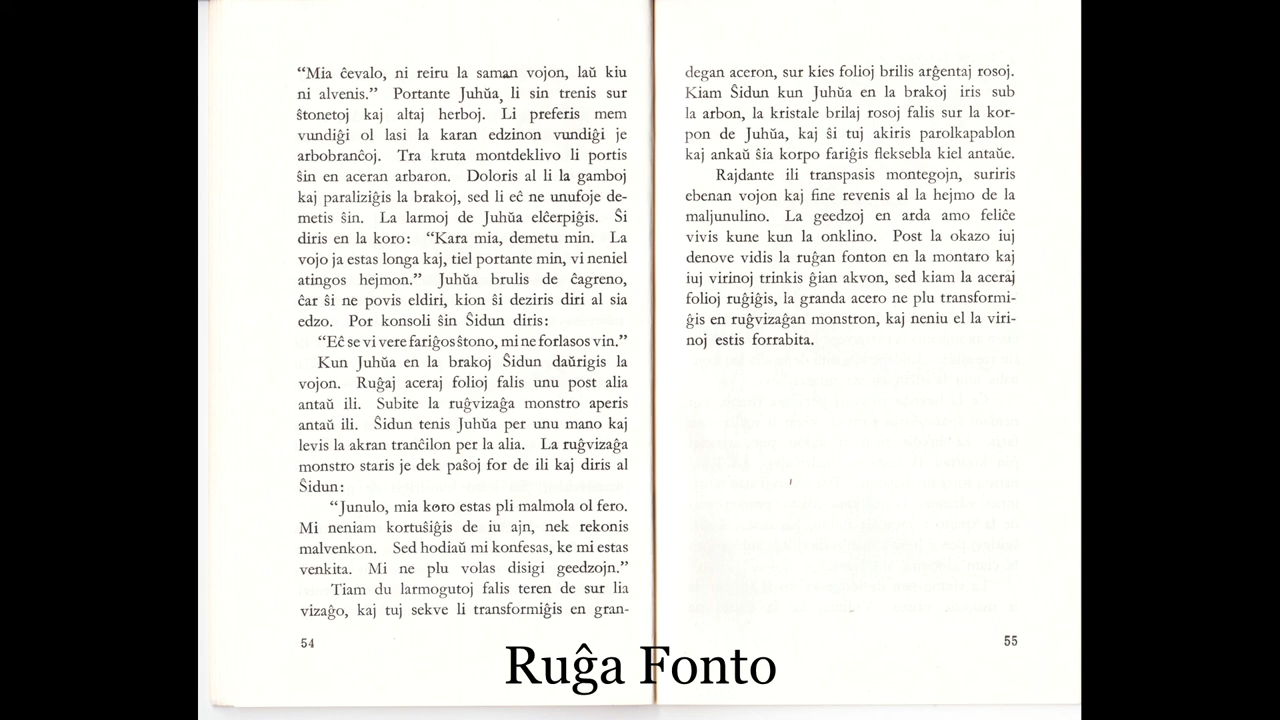 “Mia ĉevalo, ni reiru la saman vojon, laŭ kiu
ni alvenis.” Portante Juhŭa, li sin trenis sur
ŝtonetoj kaj altaj herboj. Li preferis mem
vundiĝi ol lasi la karan edzinon vundiĝi je
arbobranĉoj. Tra kruta montdeklivo li portis
ŝin en aceran arbaron. Doloris al li la gamboj
kaj paraliziĝis la brakoj, sed li eĉ ne unufoje de-
metis ŝin. La larmoj de Juhŭa elĉerpiĝis. Ŝi
diris en la koro: “Kara mia, demetu min. La
vojo ja estas longa kaj, tiel portante min, vi neniel
atingos hejmon.” Juhŭa brulis de ĉagreno,
ĉar ŝi ne povis eldiri, kion ŝi deziris diri al sia
edzo. Por konsoli ŝin Ŝidun diris:
“Eĉ se vi vere fariĝos ŝtono, mi ne forlasos vin.”
Kun Juhŭa en la brakoj Ŝidun daŭrigis la
vojon. Ruĝaj aceraj folioj falis unu post alia
antaŭ ili. Subite la ruĝvizaĝa monstro aperis
antaŭ ili. Ŝidun tenis Juhŭa per unu mano kaj
levis la akran tranĉilon per la alia. La ruĝvizaĝa
monstro staris je dek paŝoj for de ili kaj diris al
Ŝidun:
“Junulo, mia koro estas pli malmola ol fero.
Mi neniam kortuŝiĝis de iu ajn, nek rekonis
malvenkon. Sed hodiaŭ mi konfesas, ke mi estas
venkita. Mi ne plu volas disigi geedzojn.”
Tiam du larmogutoj falis teren de sur lia
vizaĝo, kaj tuj sekve li transformiĝis en gran-
54
degan aceron, sur kies folioj brilis arĝentaj rosoj.
Kiam Ŝidun kun Juhŭa en la brakoj iris sub
la arbon, la kristale brilaj rosoj falis sur la kor-
pon de Juhŭa, kaj ŝi tuj akiris parolkapablon
kaj ankaŭ ŝia korpo fariĝis fleksebla kiel antaŭe.
Rajdante ili transpasis montegojn, suriris
ebenan vojon kaj fine revenis al la hejmo de la
maljunulino. La geedzoj en arda amo feliĉe
vivis kune kun la onklino. Post la okazo iuj
denove vidis la ruĝan fonton en la montaro kaj
iuj virinoj trinkis ĝian akvon, sed kiam la aceraj
folioj ruĝiĝis, la granda acero ne plu transformi-
ĝis en ruĝvizaĝan monstron, kaj neniu el la viri-
noj estis forrabita.
55
Ruĝa Fonto